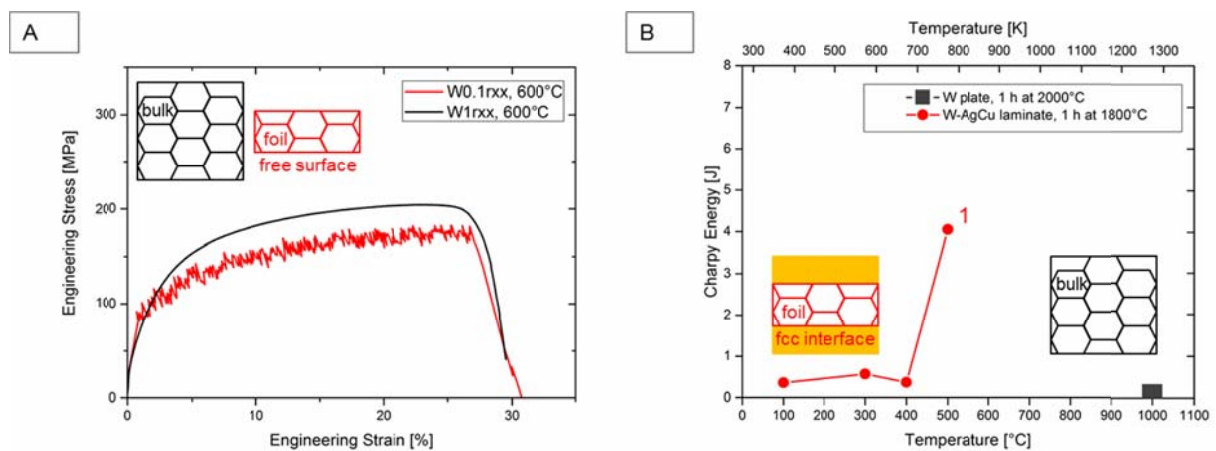 A
Engineering Stress [MPa]
300
200
100
0
0
10
20
30
Engineering Strain [%]
bulk
foil
free surface
W0.1rxx, 600°C
W1rxx, 600°C
B
Temperature [K]
300 400 500 600 700 800 900 1000 1100 1200 1300
Charpy Energy [J]
8
7
6
5
4
3
2
1
0
W plate, 1 h at 2000°C
W-AgCu laminate, 1 h at 1800°C
1
foil
fcc interface
bulk
0 100 200 300 400 500 600 700 800 900 1000 1100
Temperature [°C]